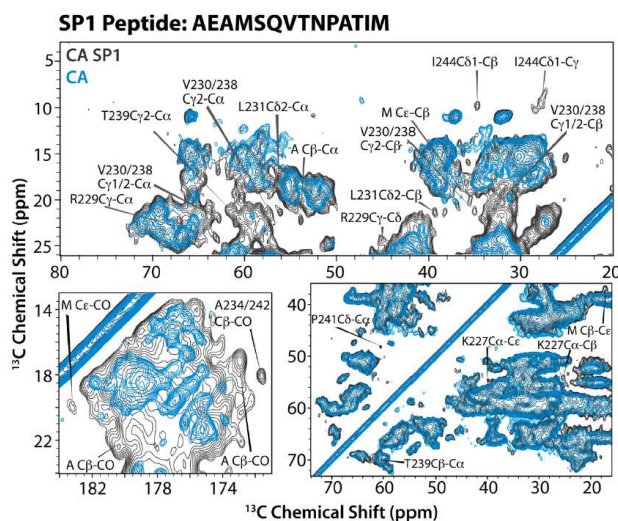 SP1 Peptide: AEAMSQVTNPATIM
CA SP1
CA
V230/238
Cγ2-Cα
L231Cδ2-Cα
T239Cγ2-Cα
A Cβ-Cα
V230/238
Cγ1/2-Cα
R229Cγ-Cα
I244Cδ1-Cβ
I244Cδ1-Cγ
M Cε-Cβ
V230/238
Cγ2-Cβ
V230/238
Cγ1/2-Cβ
L231Cδ2-Cβ
R229Cγ-Cδ
5
10
15
20
25
80 70 60 50 40 30 20
¹³C Chemical Shift (ppm)
M Cε-CO
A234/242
Cβ-CO
A Cβ-CO
A Cβ-CO
14
18
22
182 178 174
P241Cδ-Cα
M Cβ-Cε
K227Cα-Cε
K227Cα-Cβ
T239Cβ-Cα
40
50
60
70
70 60 50 40 30 20
¹³C Chemical Shift (ppm)
¹³C Chemical Shift (ppm)